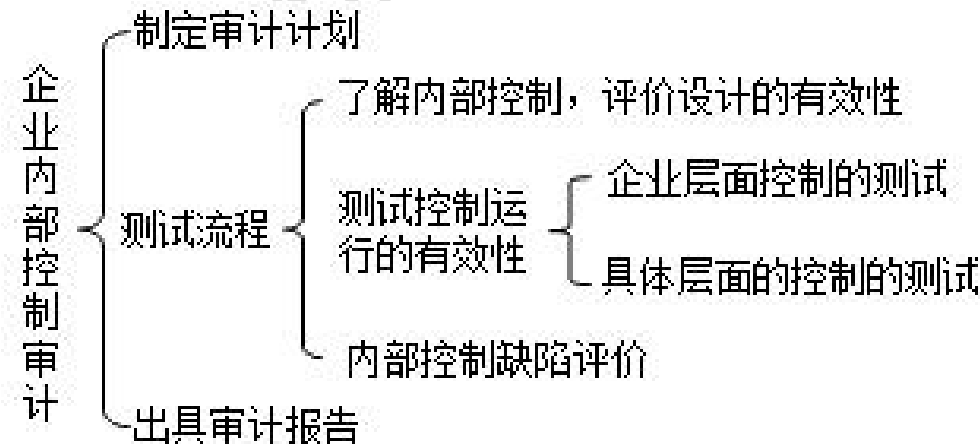 企业内部控制审计
制定审计计划
测试流程
了解内部控制，评价设计的有效性
测试控制运
行的有效性
企业层面控制的测试
具体层面的控制的测试
内部控制缺陷评价
出具审计报告